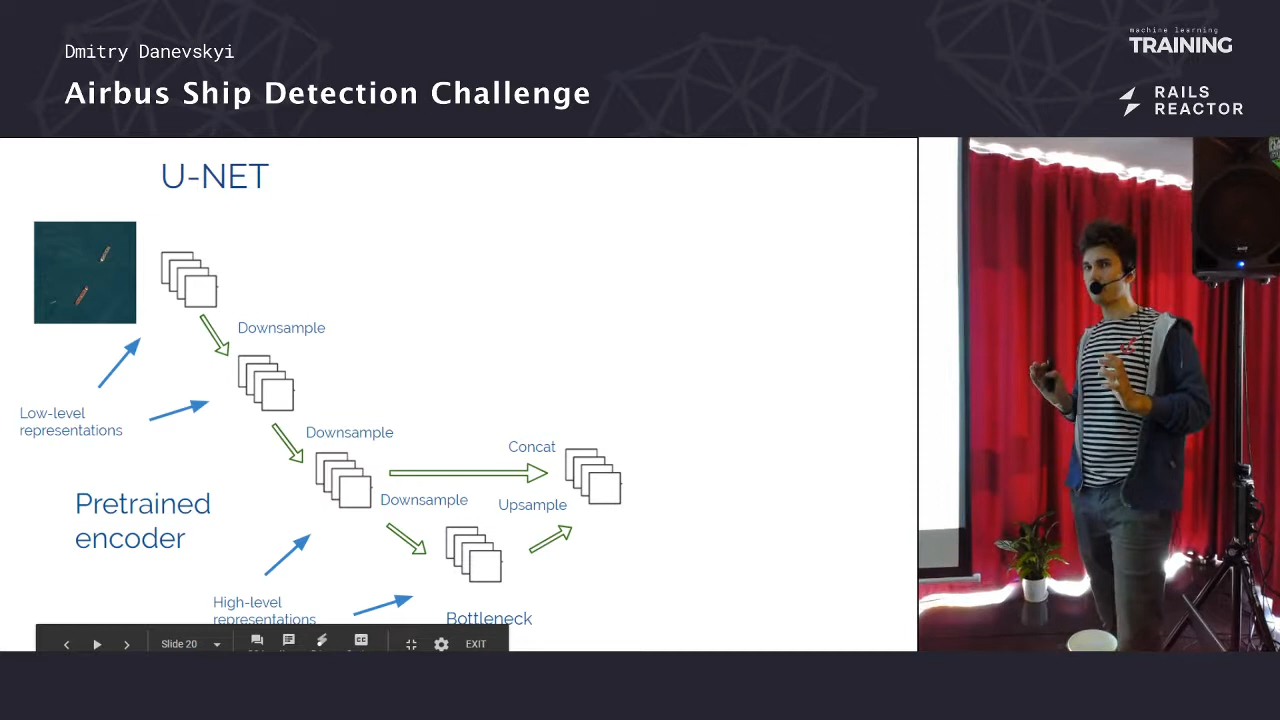 Dmitry Danevskyi
Airbus Ship Detection Challenge
machine learning
TRAINING
RAILS
REACTOR
U-NET
Downsample
Low-level
representations
Downsample
Concat
Downsample
Upsample
Pretrained
encoder
High-level
representations
Bottleneck
Slide 20
CC
EXIT